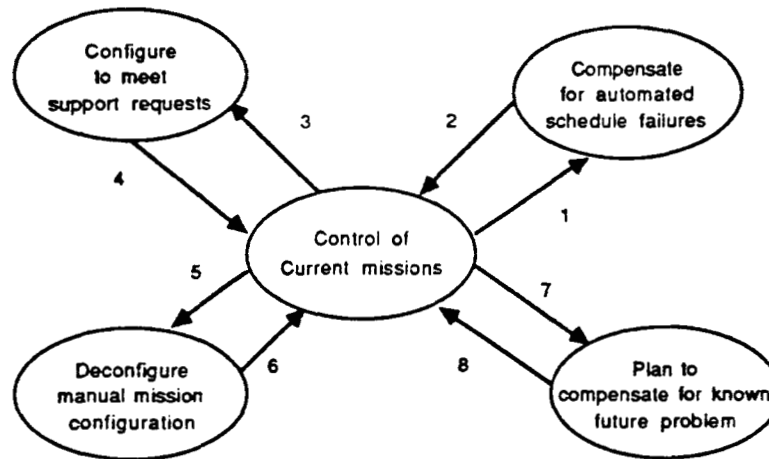 Configure
to meet
support requests
Compensate
for automated
schedule failures
3
2
4
1
Control of
Current missions
5
7
6
8
Deconfigure
manual mission
configuration
Plan to
compensate for known
future problem